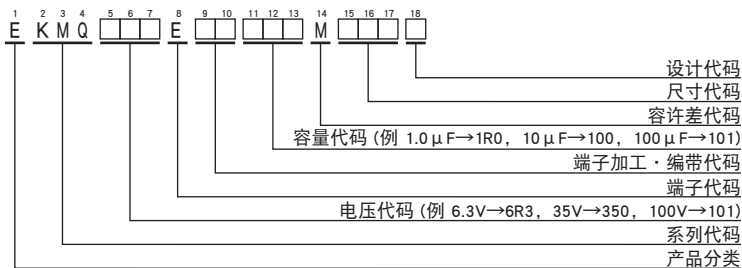 1 2 3 4 5 6 7 8 9 10 11 12 13 14 15 16 17 18
E K M Q □□□ E □□ □□□ M □□□ □
设计代码
尺寸代码
容许差代码
容量代码 (例 1.0μF→1R0, 10μF→100, 100μF→101)
端子加工・编带代码
端子代码
电压代码 (例 6.3V→6R3, 35V→350, 100V→101)
系列代码
产品分类